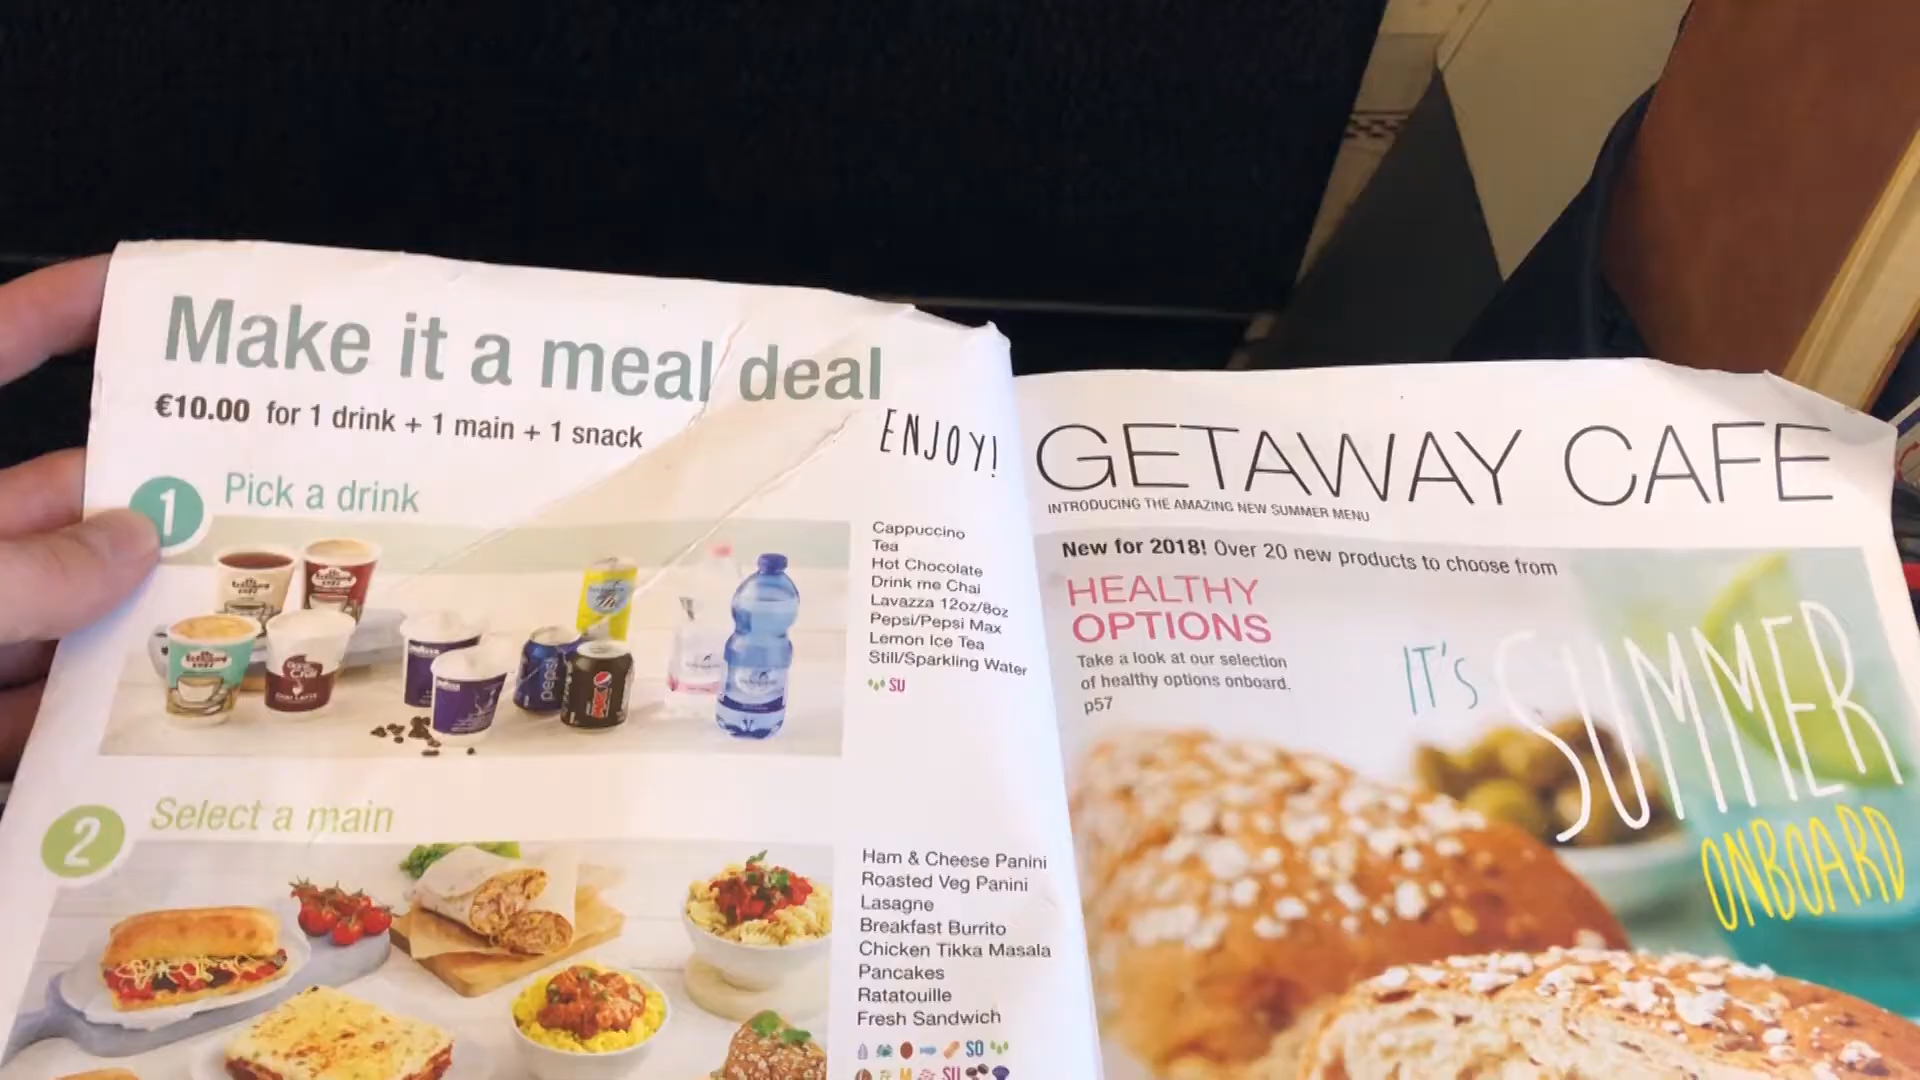 Make it a meal deal
€10.00 for 1 drink + 1 main + 1 snack
ENJOY!
1 Pick a drink
Cappuccino
Tea
Hot Chocolate
Drink me Chai
Lavazza 12oz/8oz
Pepsi/Pepsi Max
Lemon Ice Tea
Still/Sparkling Water
SU
pepsi
2 Select a main
Ham & Cheese Panini
Roasted Veg Panini
Lasagne
Breakfast Burrito
Chicken Tikka Masala
Pancakes
Ratatouille
Fresh Sandwich
SO
M SU
GETAWAY CAFE
INTRODUCING THE AMAZING NEW SUMMER MENU
New for 2018! Over 20 new products to choose from
HEALTHY
OPTIONS
Take a look at our selection
of healthy options onboard.
p57
IT'S SUMMER
ONBOARD